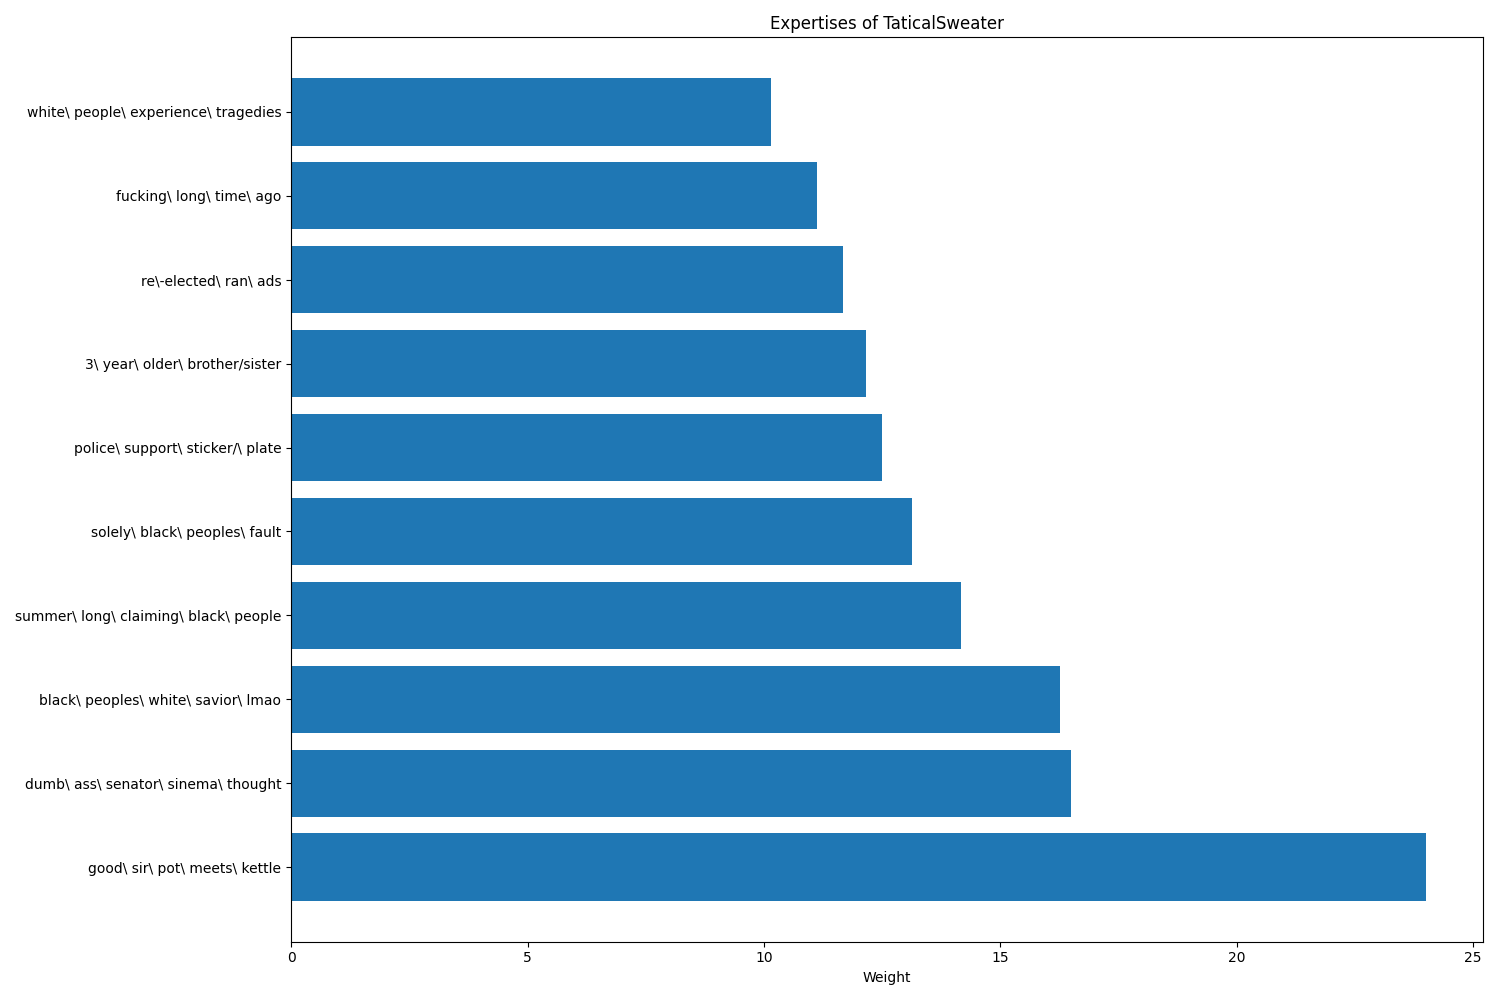 Expertises of TaticalSweater
white\ people\ experience\ tragedies
fucking\ long\ time\ ago
re\-elected\ ran\ ads
3\ year\ older\ brother/sister
police\ support\ sticker/\ plate
solely\ black\ peoples\ fault
summer\ long\ claiming\ black\ people
black\ peoples\ white\ savior\ lmao
dumb\ ass\ senator\ sinema\ thought
good\ sir\ pot\ meets\ kettle
0 5 10 15 20 25
Weight